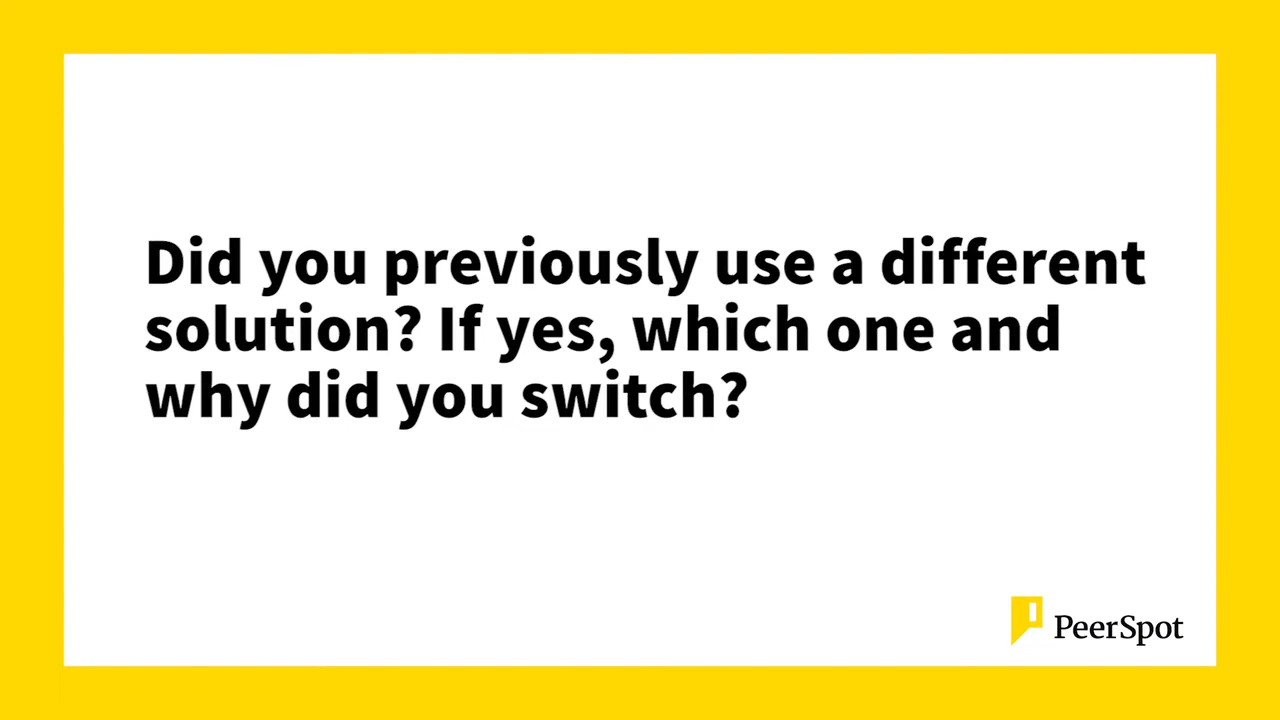 Did you previously use a different
solution? If yes, which one and
why did you switch?
PeerSpot